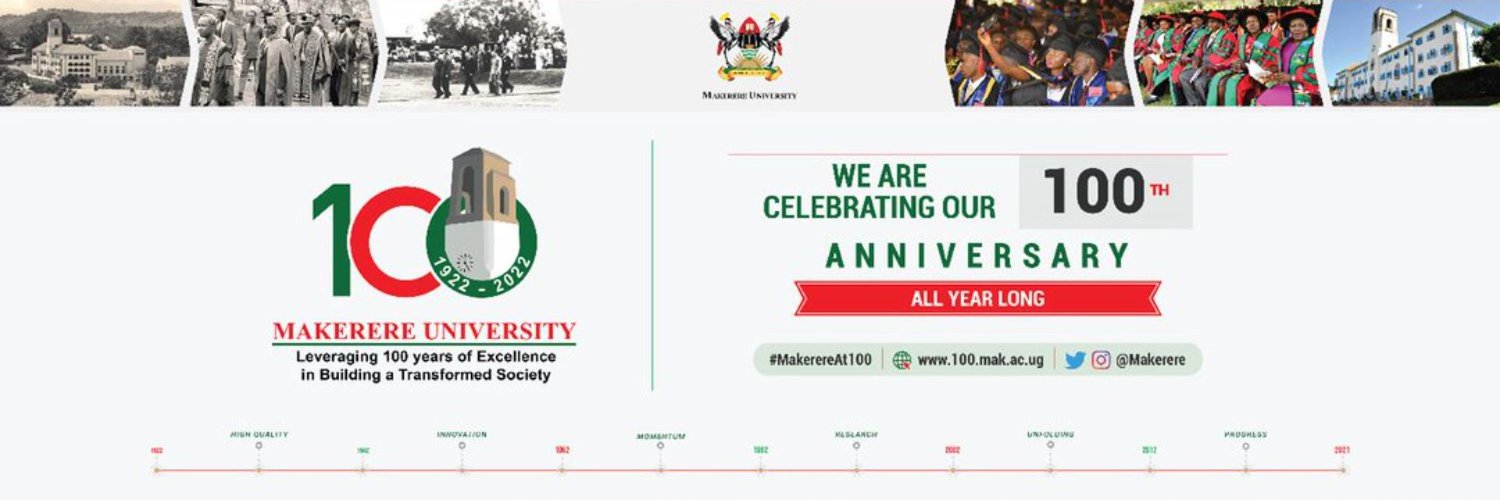 MAKERERE UNIVERSITY
WE ARE
CELEBRATING OUR
100TH
ANNIVERSARY
ALL YEAR LONG
#MakerereAt100 www.100.mak.ac.ug @Makerere
100
1922 - 2022
MAKERERE UNIVERSITY
Leveraging 100 years of Excellence
in Building a Transformed Society
HIGH QUALITY INNOVATION MOMENTUM RESEARCH UNFOLDING PROGRESS
1962 1982 2002 2012 2021